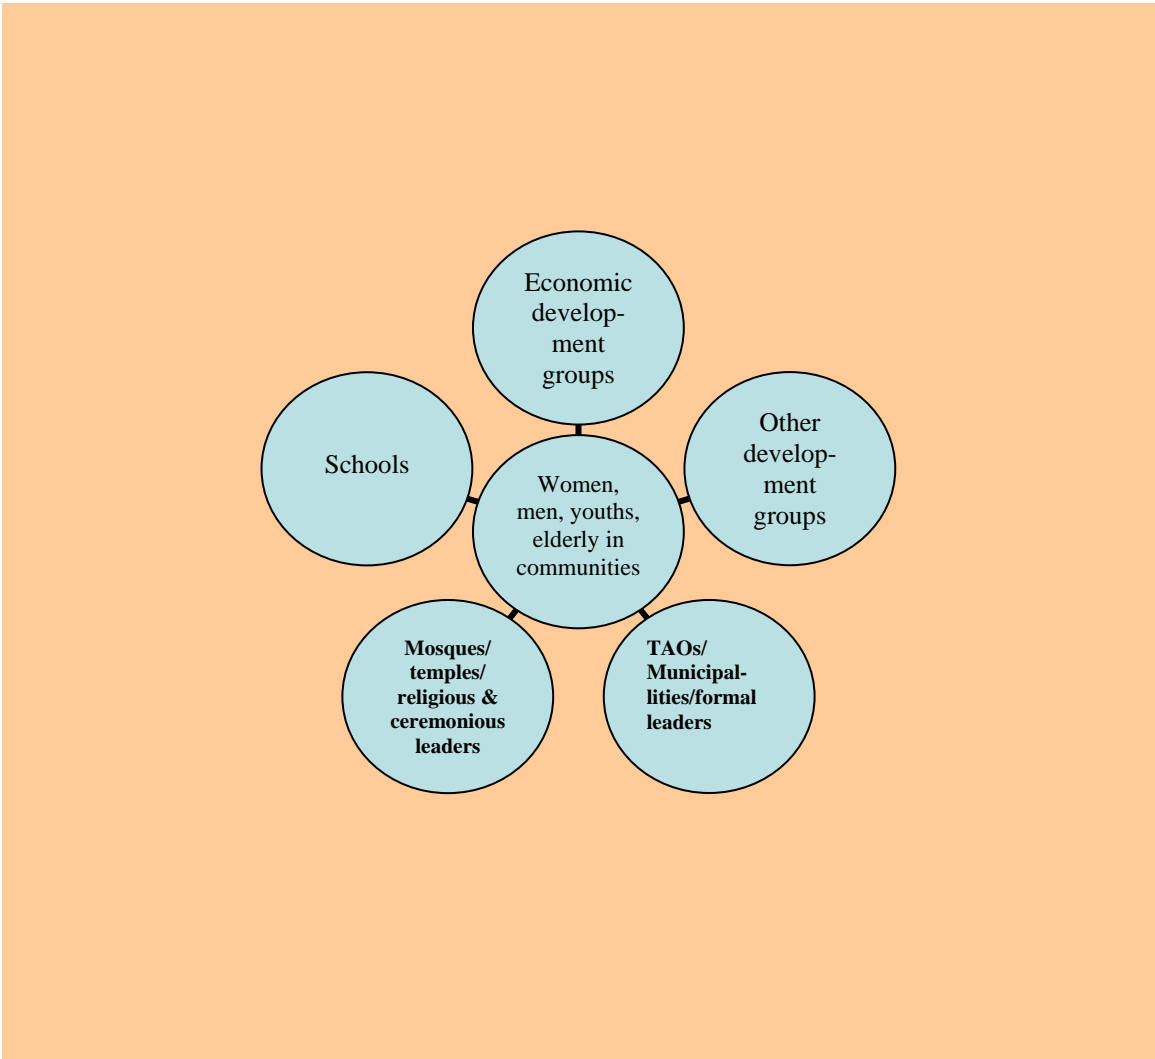 Economic
develop-
ment
groups
Other
develop-
ment
groups
Schools
Women,
men, youths,
elderly in
communities
Mosques/
temples/
religious &
ceremonious
leaders
TAOs/
Municipal-
lities/formal
leaders